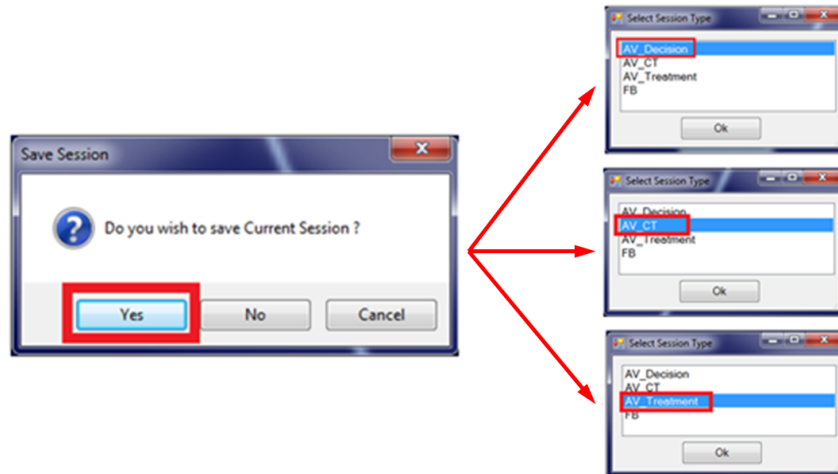 Save Session
Do you wish to save Current Session ?
Yes No Cancel
Select Session Type
AV_Decision
AV_CT
AV_Treatment
FB
Ok
Select Session Type
AV_Decision
AV_CT
AV_Treatment
FB
Ok
Select Session Type
AV_Decision
AV_CT
AV_Treatment
FB
Ok